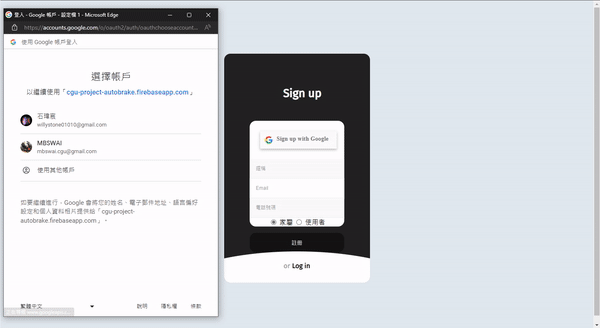 登入 - Google 帳戶 - 設定檔 1 - Microsoft Edge
https://accounts.google.com/o/oauth2/auth/oauthchooseaccount...
使用 Google 帳戶登入
選擇帳戶
以繼續使用「cgu-project-autobrake.firebaseapp.com」
willystone01010@gmail.com
MBSWAI
mbswai.cgu@gmail.com
使用其他帳戶
如要繼續進行，Google 會將您的姓名、電子郵件地址、語言偏好
設定和個人資料相片提供給「cgu-project-
autobrake.firebaseapp.com」。
繁體中文
說明
隱私權
條款
Sign up
Sign up with Google
Email
電話號碼
家屬
使用者
註冊
or Log in